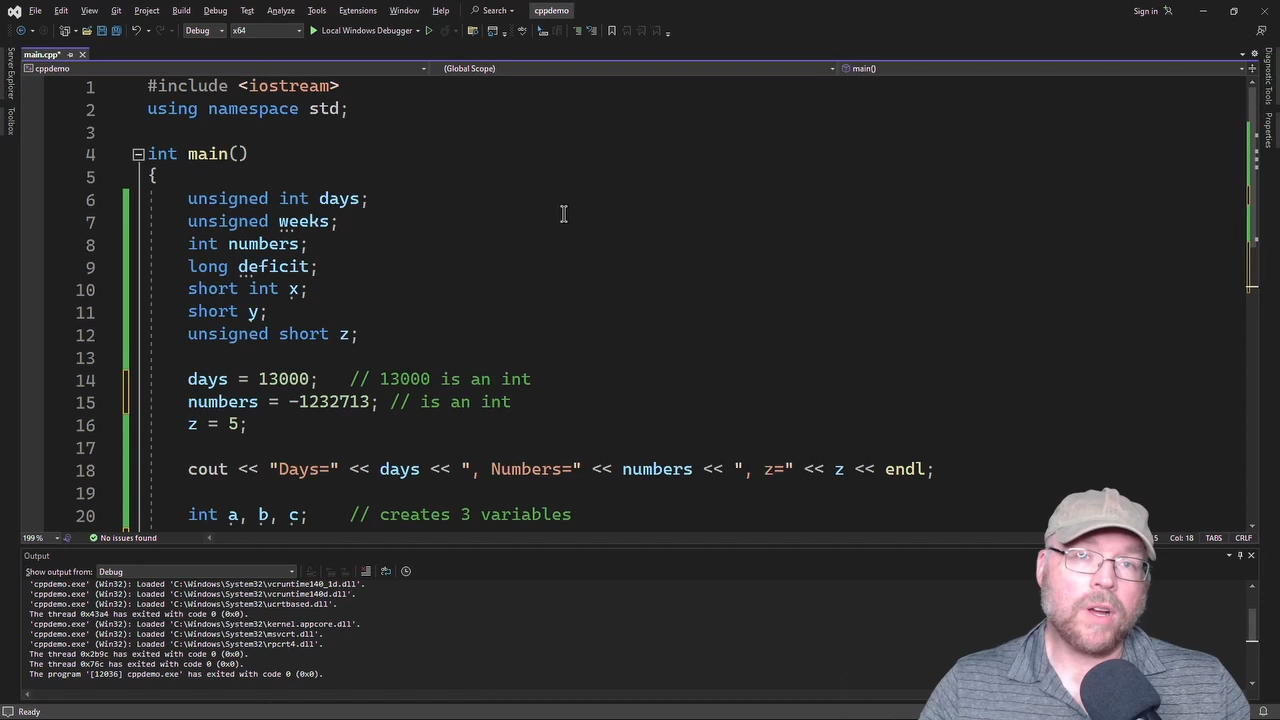 File Edit View Git Project Build Debug Test Analyze Tools Extensions Window Help Search cppdemo Sign in
Debug x64 Local Windows Debugger
main.cpp*
cppdemo (Global Scope) main()
Server Explorer
Toolbox
Diagnostic Tools
Properties
1 #include <iostream>
2 using namespace std;
3
4 int main()
5 {
6 unsigned int days;
7 unsigned weeks;
8 int numbers;
9 long deficit;
10 short int x;
11 short y;
12 unsigned short z;
13
14 days = 13000; // 13000 is an int
15 numbers = -1232713; // is an int
16 z = 5;
17
18 cout << "Days=" << days << ", Numbers=" << numbers << ", z=" << z << endl;
19
20 int a, b, c; // creates 3 variables
199 % No issues found Col: 18 TABS CRLF
Output
Show output from: Debug
'cppdemo.exe' (Win32): Loaded 'C:\Windows\System32\vcruntime140_1d.dll'.
'cppdemo.exe' (Win32): Loaded 'C:\Windows\System32\vcruntime140d.dll'.
'cppdemo.exe' (Win32): Loaded 'C:\Windows\System32\ucrtbased.dll'.
The thread 0x43a4 has exited with code 0 (0x0).
'cppdemo.exe' (Win32): Loaded 'C:\Windows\System32\kernel.appcore.dll'.
'cppdemo.exe' (Win32): Loaded 'C:\Windows\System32\msvcrt.dll'.
'cppdemo.exe' (Win32): Loaded 'C:\Windows\System32\rpcrt4.dll'.
The thread 0x2b9c has exited with code 0 (0x0).
The thread 0x76c has exited with code 0 (0x0).
The program '[12036] cppdemo.exe' has exited with code 0 (0x0).
Ready